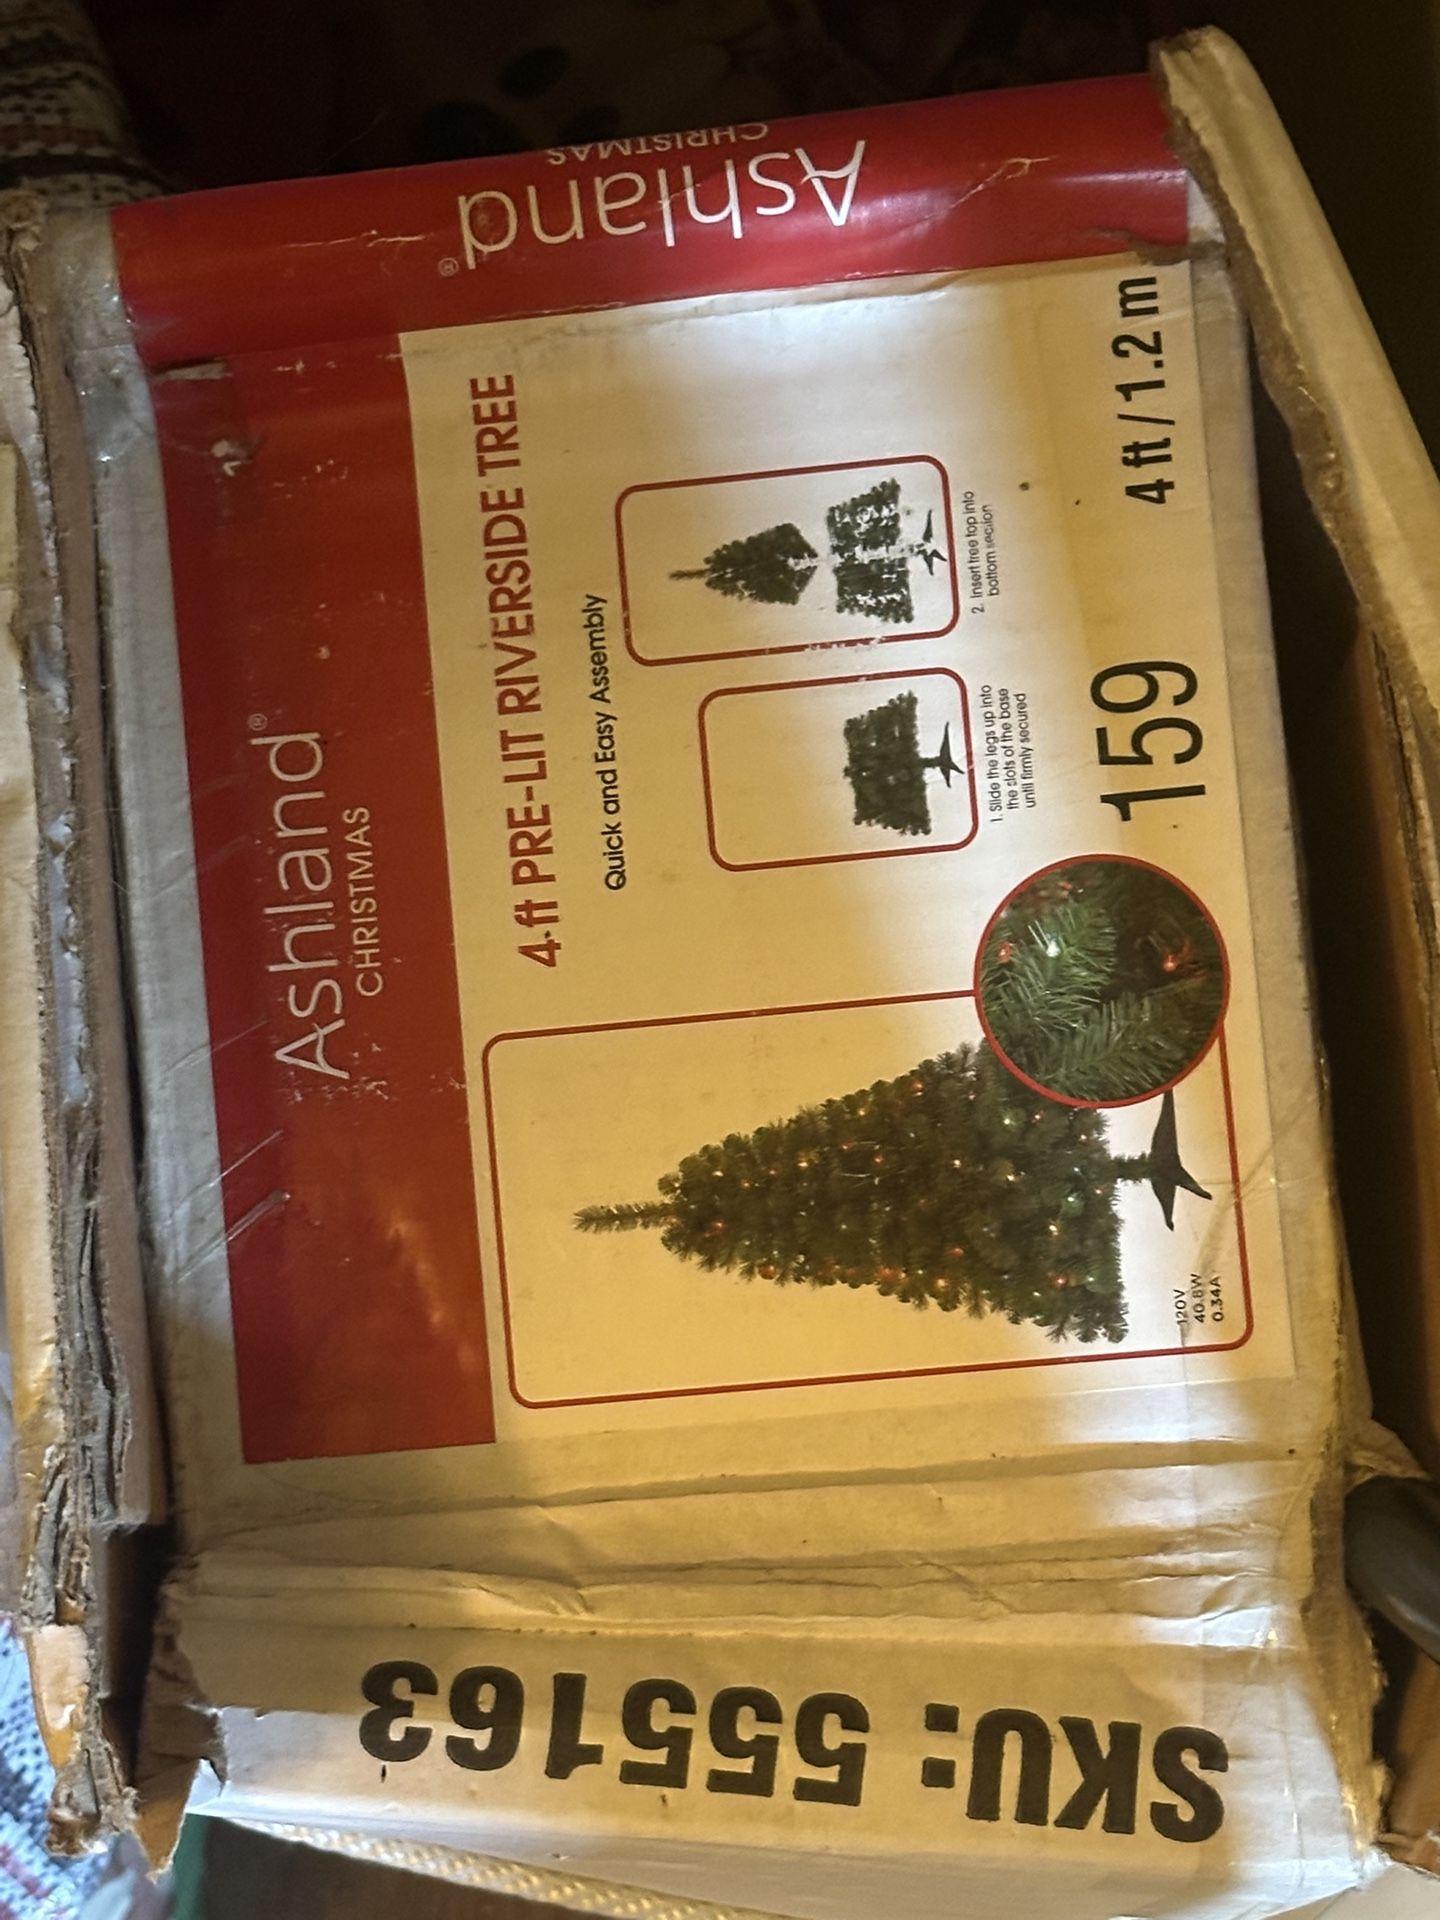 Ashland®
CHRISTMAS
Ashland®
CHRISTMAS
4-ft PRE-LIT RIVERSIDE TREE
Quick and Easy Assembly
1. Slide the legs up into
the slots of the base
until firmly secured
2. Insert tree top into
bottom section
120V
40.8W
0.34A
159
4 ft / 1.2 m
SKU: 555163